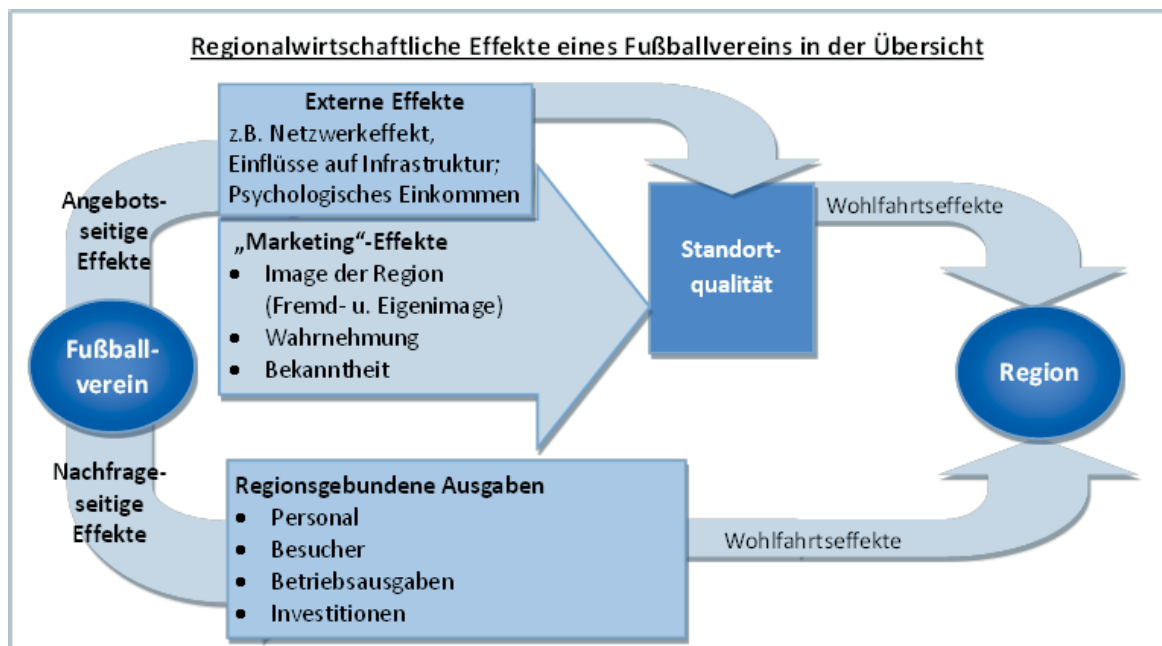 Regionalwirtschaftliche Effekte eines Fußballvereins in der Übersicht
Externe Effekte
z.B. Netzwerkeffekt,
Einflüsse auf Infrastruktur;
Psychologisches Einkommen
Angebots-
seitige
Effekte
„Marketing“-Effekte
• Image der Region
(Fremd- u. Eigenimage)
• Wahrnehmung
• Bekanntheit
Standort-
qualität
Wohlfahrtseffekte
Fußball-
verein
Region
Nachfrage-
seitige
Effekte
Regionsgebundene Ausgaben
• Personal
• Besucher
• Betriebsausgaben
• Investitionen
Wohlfahrtseffekte